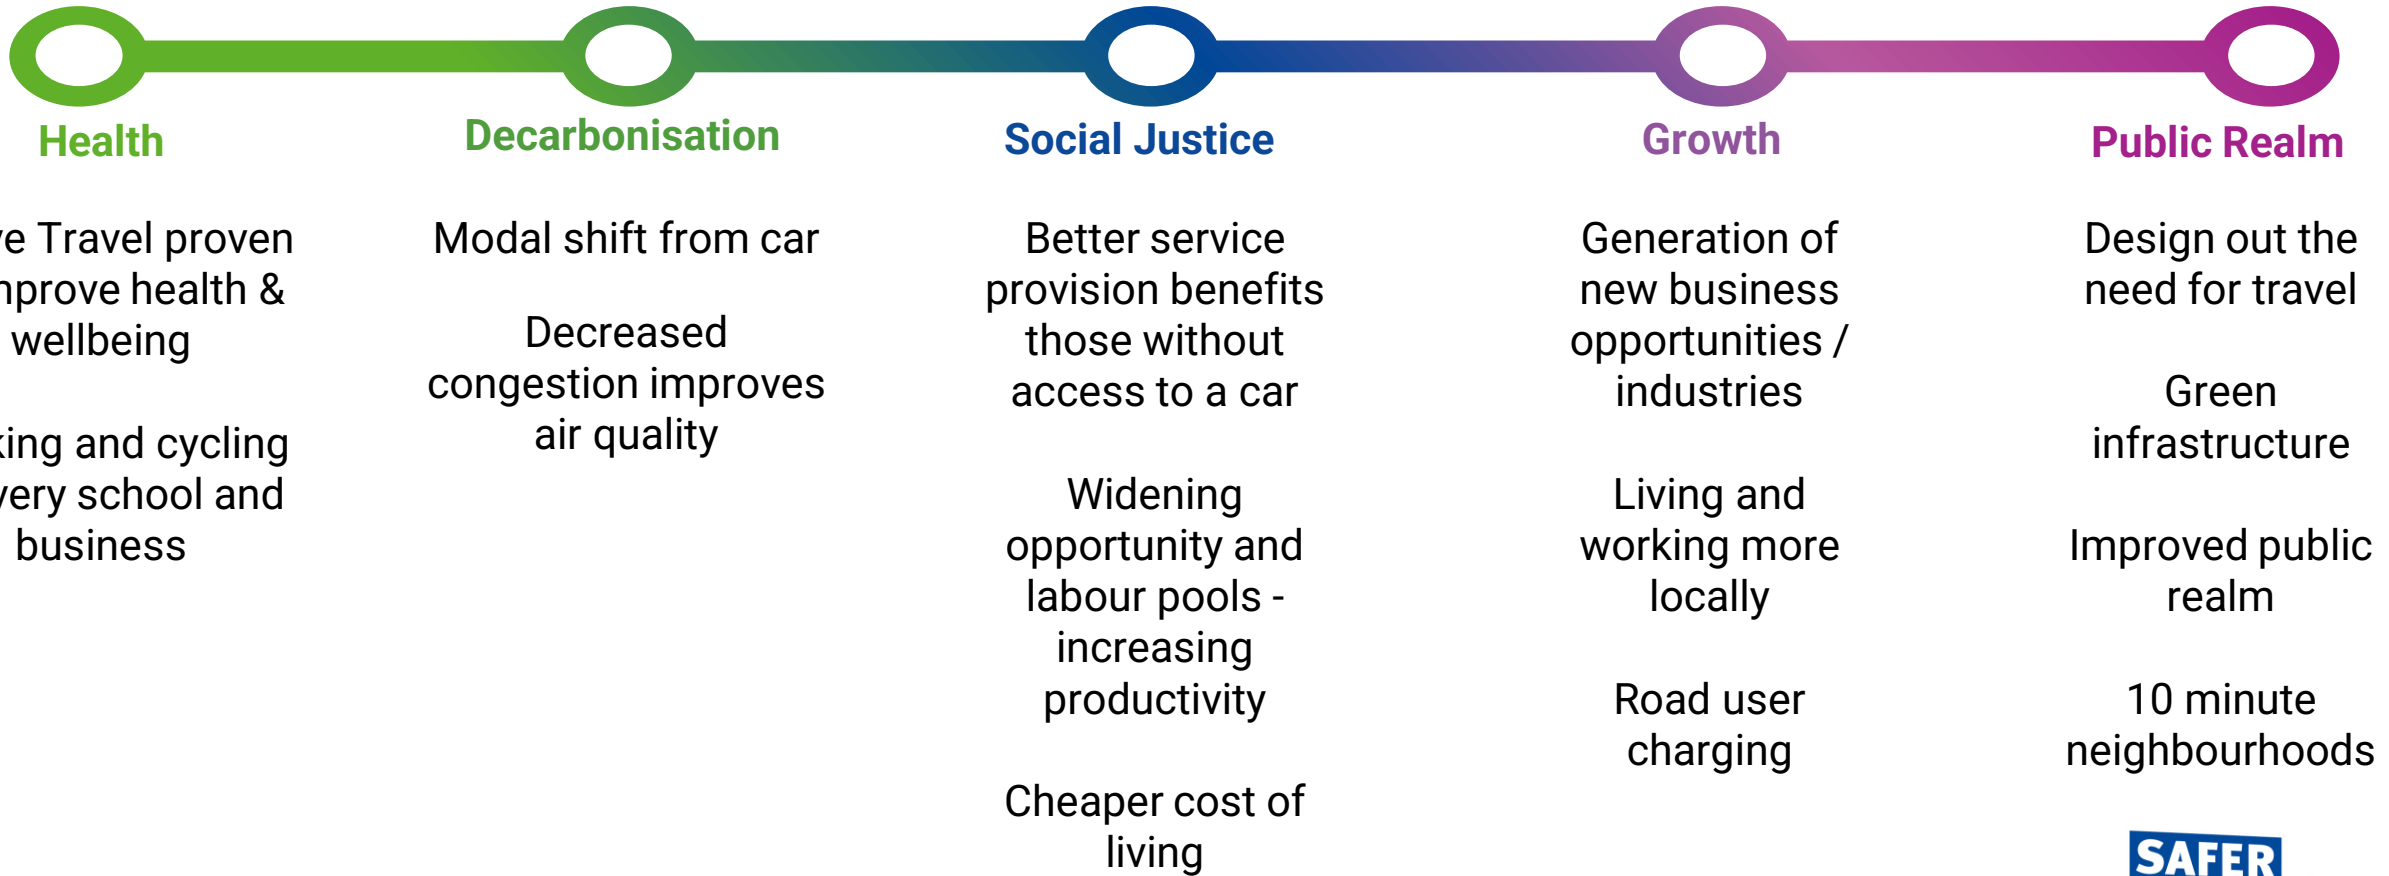 Health
Travel proven
health &
wellbeing
and cycling
school and
business
Decarbonisation
Modal shift from car
Decreased
congestion improves
air quality
Social Justice
Better service
provision benefits
those without
access to a car
Widening
opportunity and
labour pools -
increasing
productivity
Cheaper cost of
living
Growth
Generation of
new business
opportunities /
industries
Living and
working more
locally
Road user
charging
Public Realm
Design out the
need for travel
Green
infrastructure
Improved public
realm
10 minute
neighbourhoods
SAFER